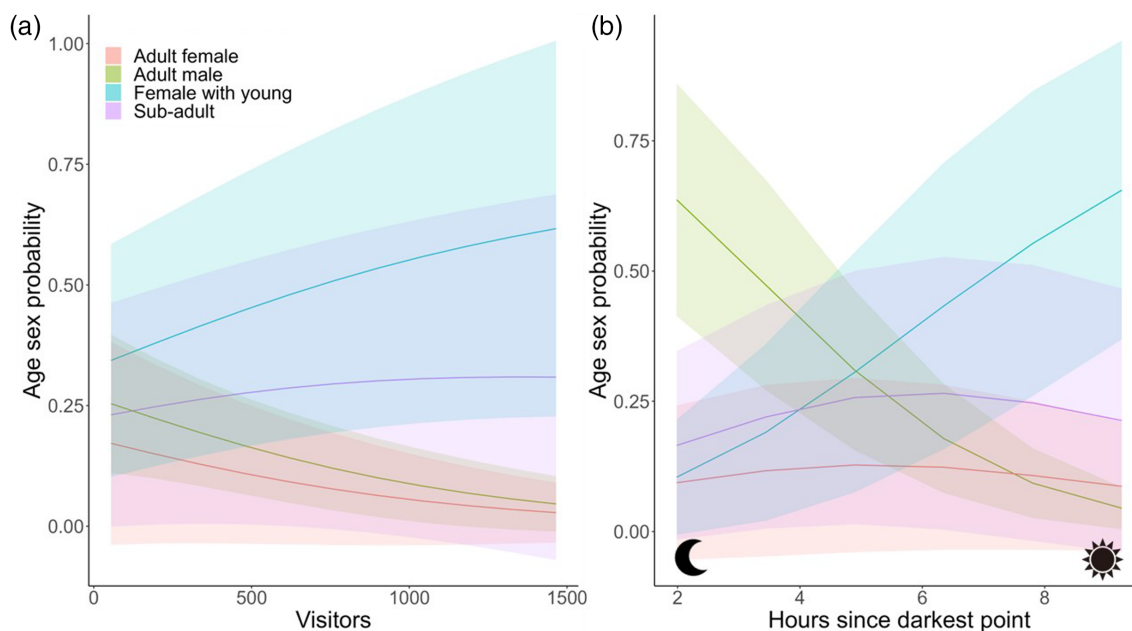 (a)
Age sex probability
1.00
0.75
0.50
0.25
0.00
Adult female
Adult male
Female with young
Sub-adult
0 500 1000 1500
Visitors
(b)
Age sex probability
0.75
0.50
0.25
0.00
2 4 6 8
Hours since darkest point